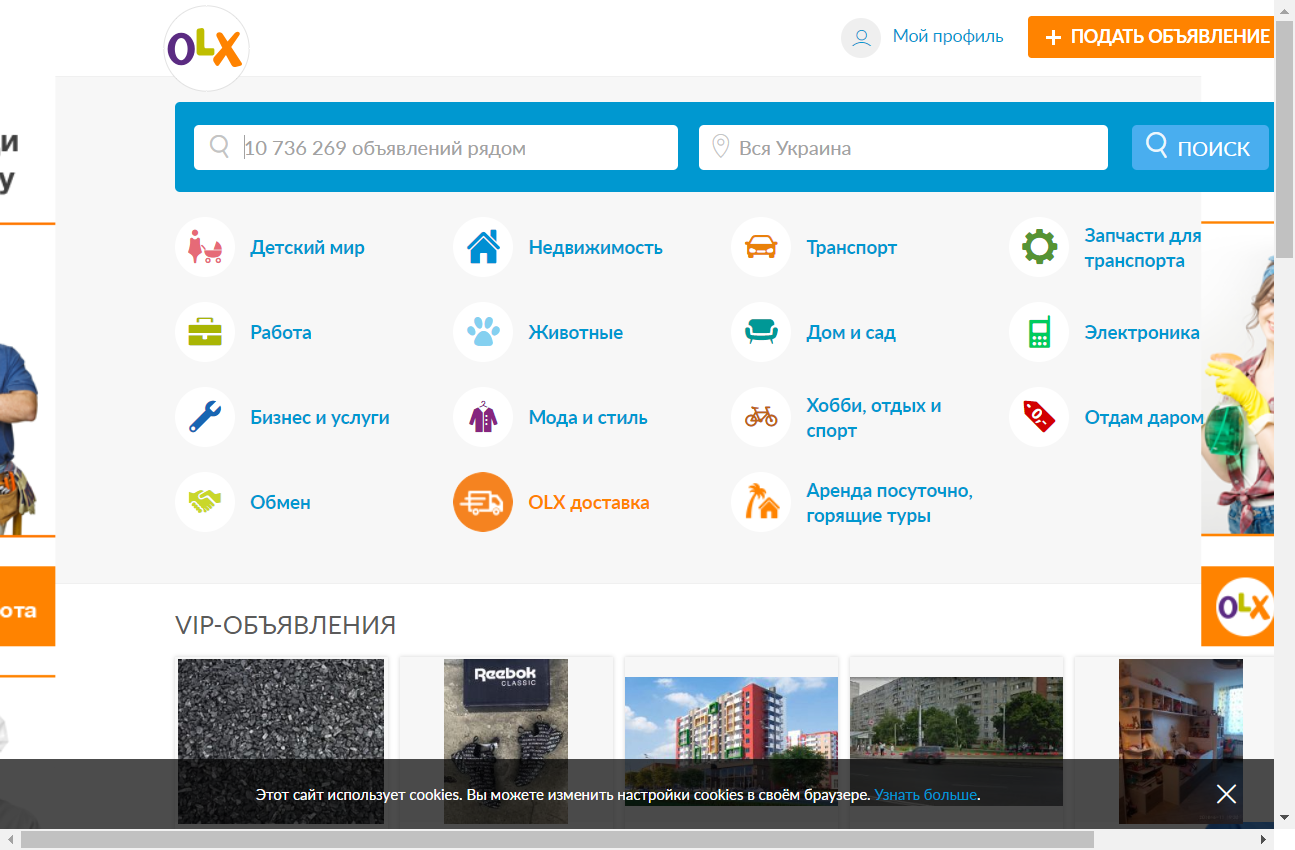 OLX
Мой профиль
ПОДАТЬ ОБЪЯВЛЕНИЕ
10 736 269 объявлений рядом
Вся Украина
ПОИСК
Детский мир
Недвижимость
Транспорт
Запчасти для
транспорта
Работа
Животные
Дом и сад
Электроника
Бизнес и услуги
Мода и стиль
Хобби, отдых и
спорт
0,-
Отдам даром
Обмен
OLX доставка
Аренда посуточно,
горящие туры
OLX
VIP-ОБЪЯВЛЕНИЯ
Reebok
CLASSIC
Этот сайт использует cookies. Вы можете изменить настройки cookies в своём браузере. Узнать больше.